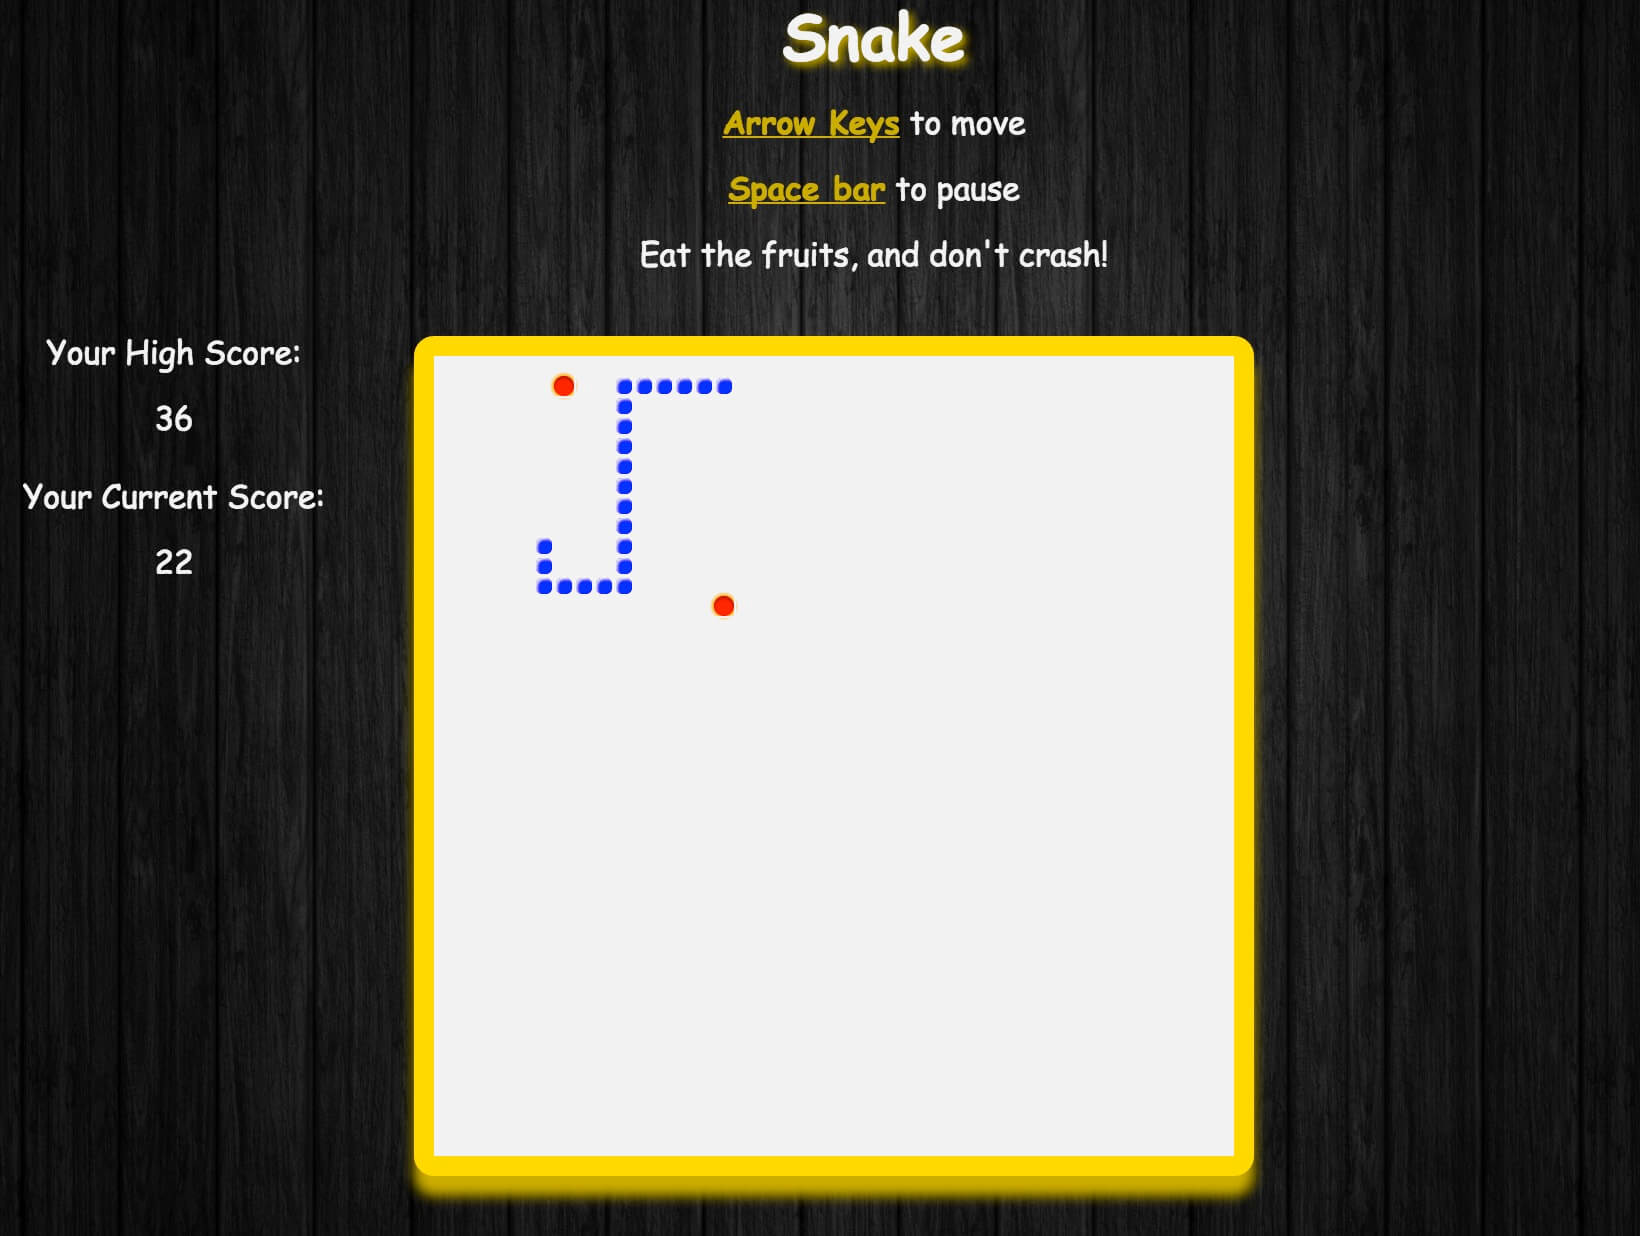 Snake
Arrow Keys to move
Space bar to pause
Eat the fruits, and don't crash!
Your High Score:
36
Your Current Score:
22